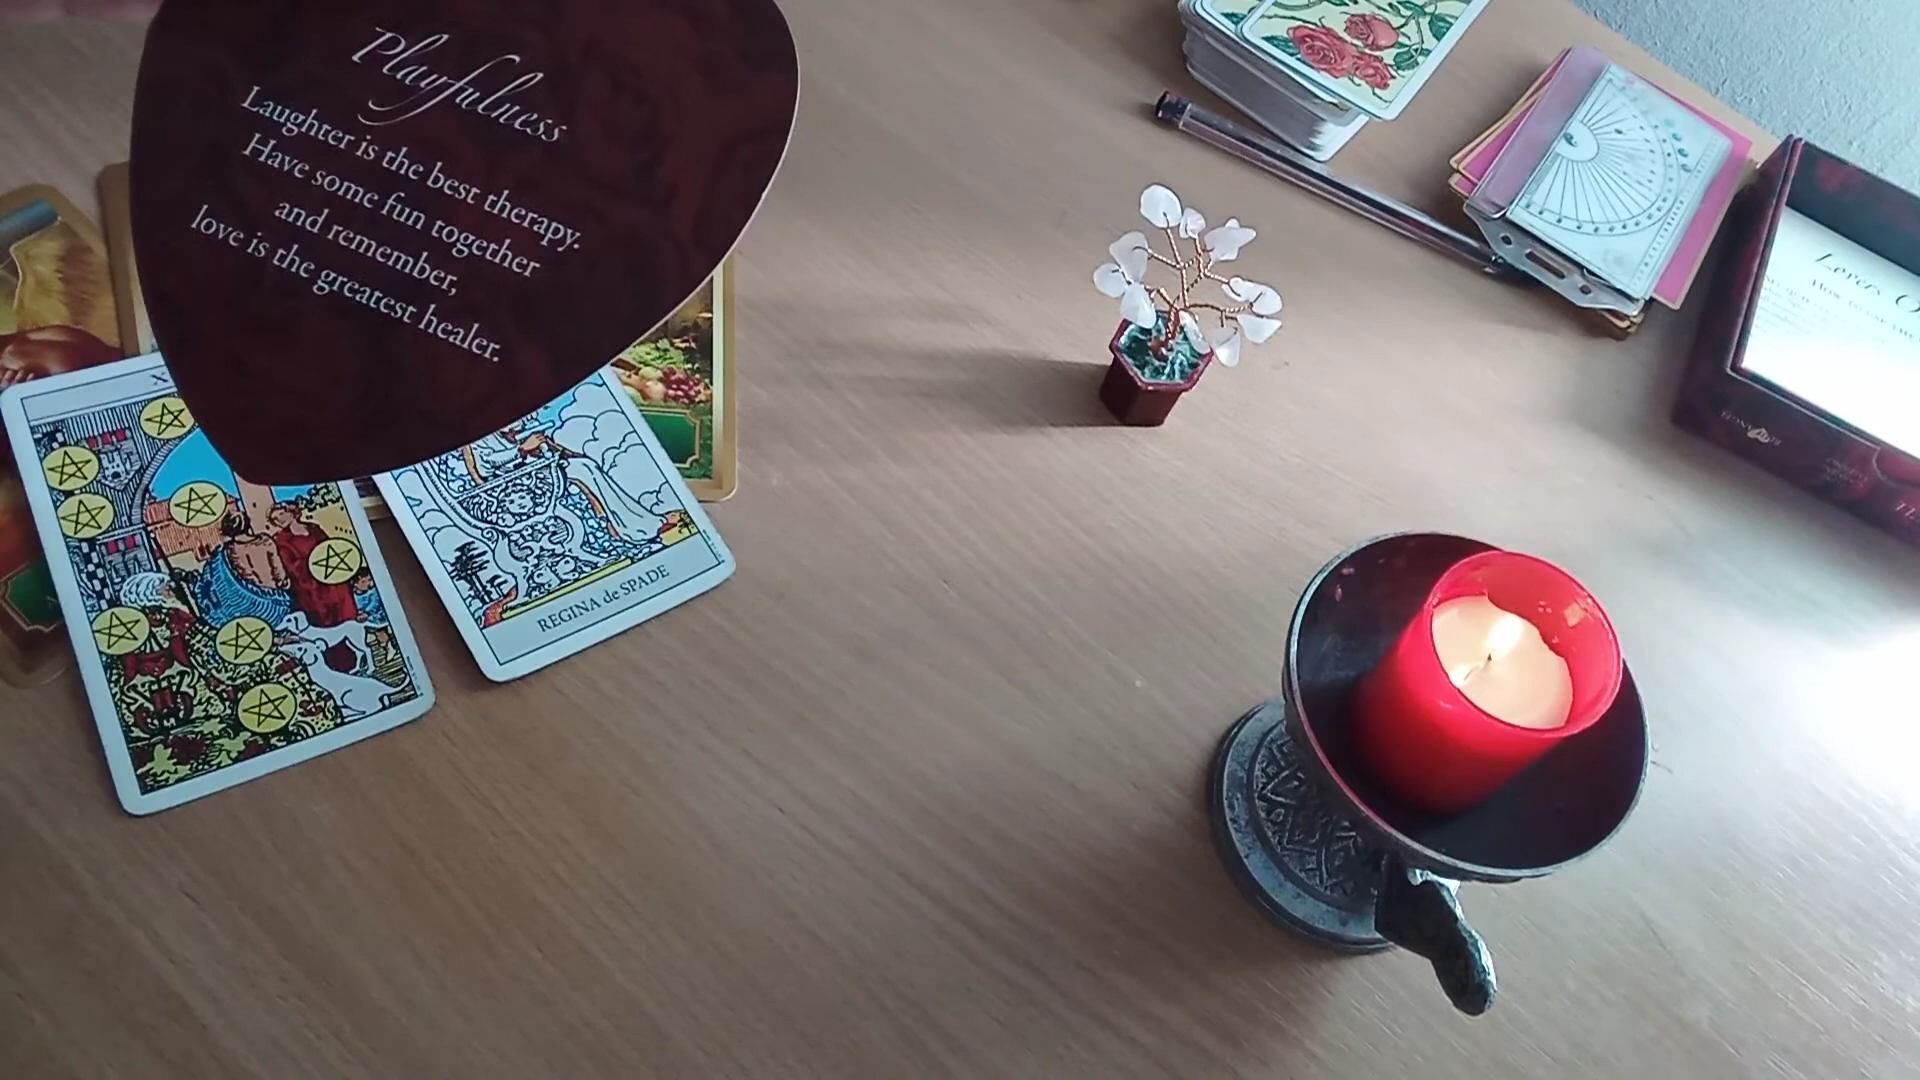 Playfulness
Laughter is the best therapy.
Have some fun together
and remember,
love is the greatest healer.
X
REGINA de SPADE
Lovers O